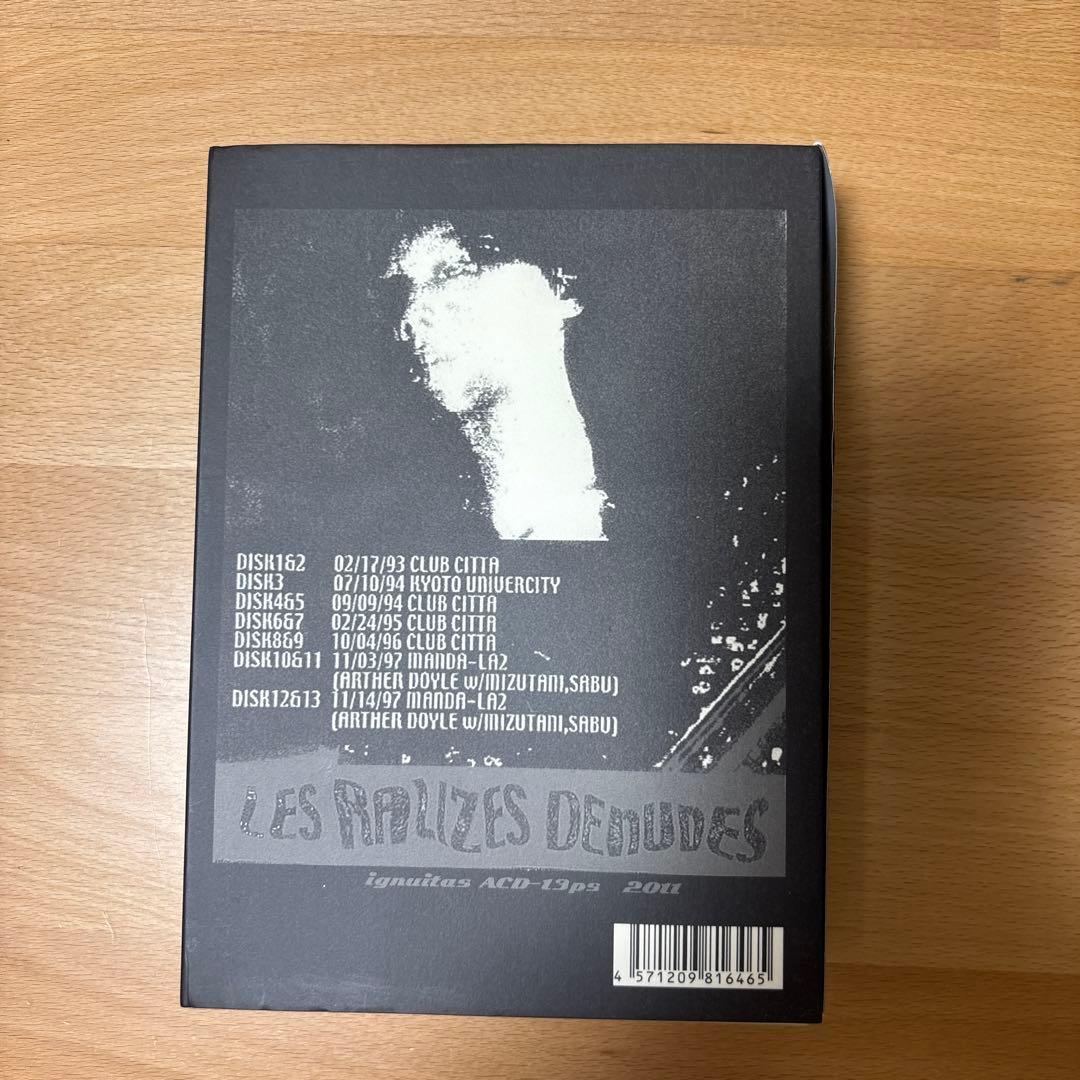 DISK1&2 02/17/93 CLUB CITTA
DISK3 07/10/94 KYOTO UNIVERCITY
DISK4&5 09/09/94 CLUB CITTA
DISK6&7 02/24/95 CLUB CITTA
DISK8&9 10/04/96 CLUB CITTA
DISK10&11 11/03/97 MANDA-LA2
(ARTHER DOYLE w/MIZUTANI,SABU)
DISK12&13 11/14/97 MANDA-LA2
(ARTHER DOYLE w/MIZUTANI,SABU)
LES RALIZES DENUDES
ignuitas ACD-13ps 2011
4 571209 816465